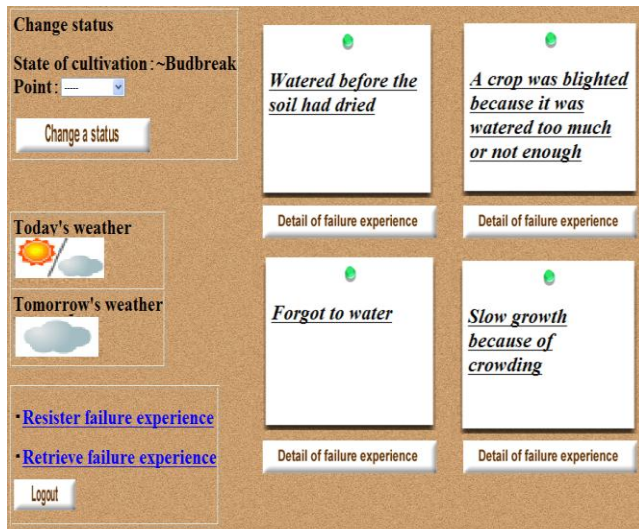 Change status
State of cultivation:~Budbreak
Point: ----
Change a status
Today's weather
Tomorrow's weather
・Resister failure experience
・Retrieve failure experience
Logout
Watered before the
soil had dried
Detail of failure experience
A crop was blighted
because it was
watered too much
or not enough
Detail of failure experience
Forgot to water
Detail of failure experience
Slow growth
because of
crowding
Detail of failure experience